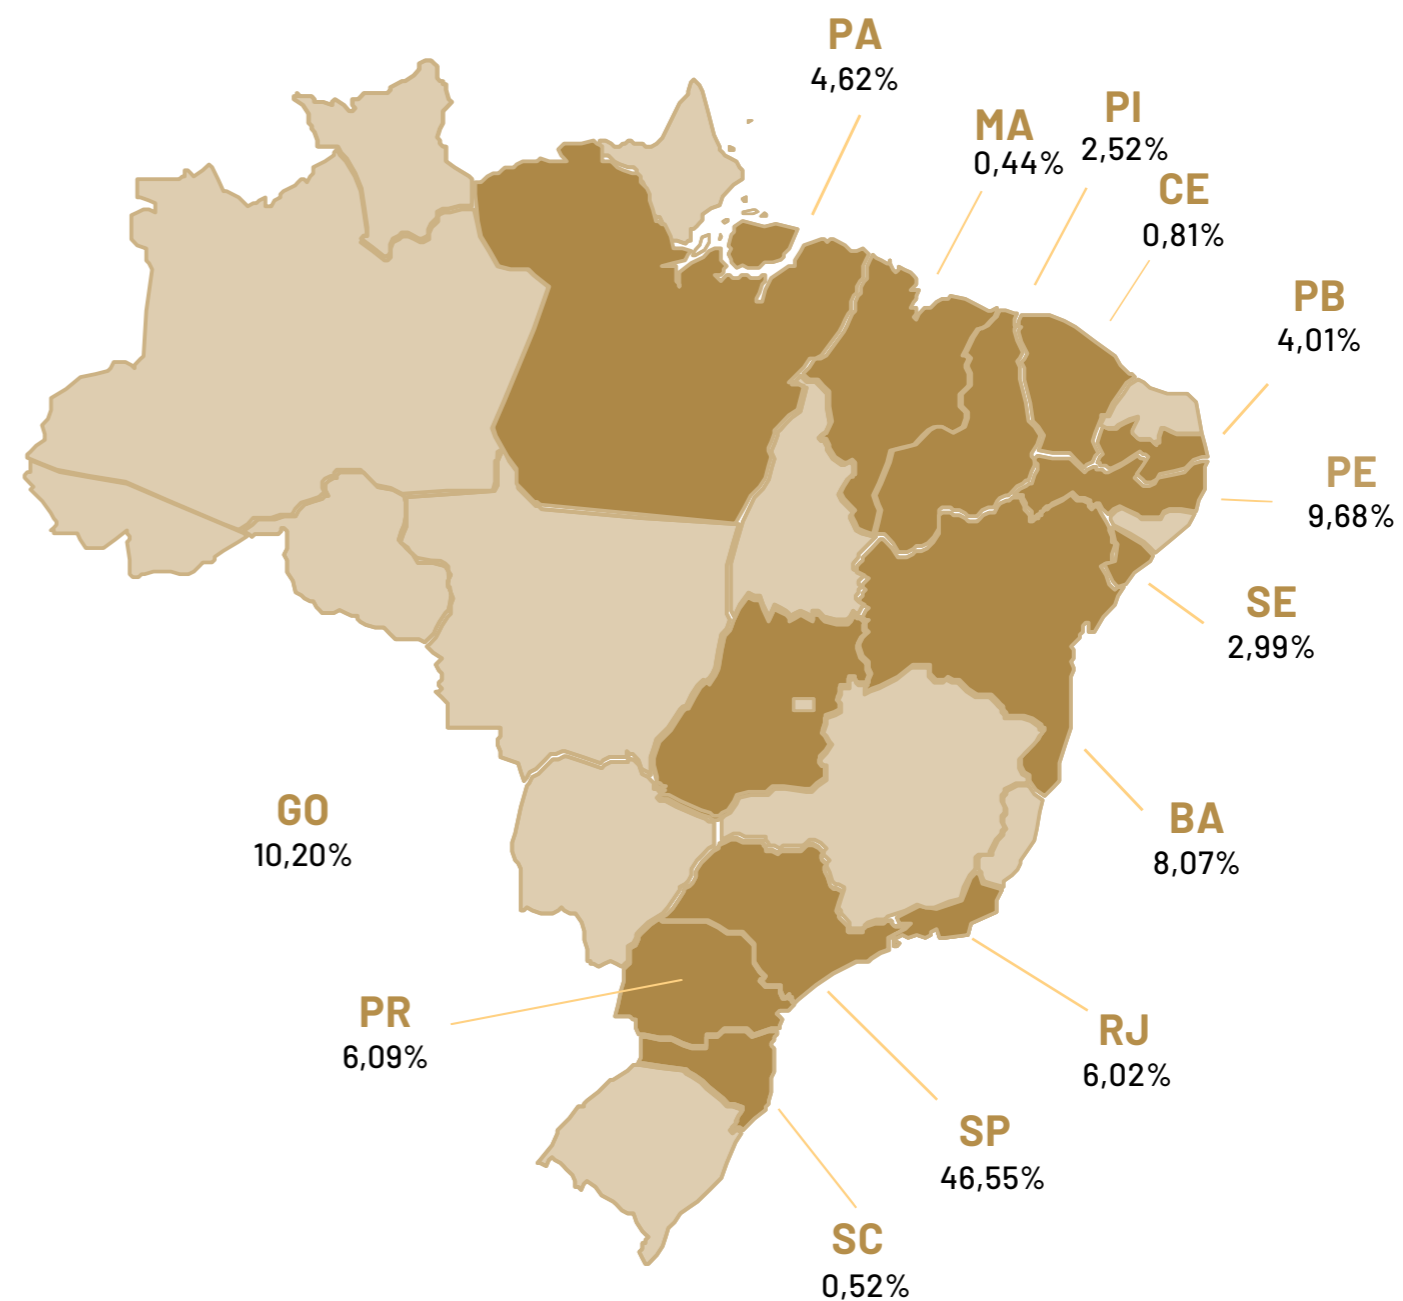 PA
4,62%
MA
0,44%
PI
2,52%
CE
0,81%
PB
4,01%
PE
9,68%
SE
2,99%
BA
8,07%
GO
10,20%
PR
6,09%
RJ
6,02%
SP
46,55%
SC
0,52%